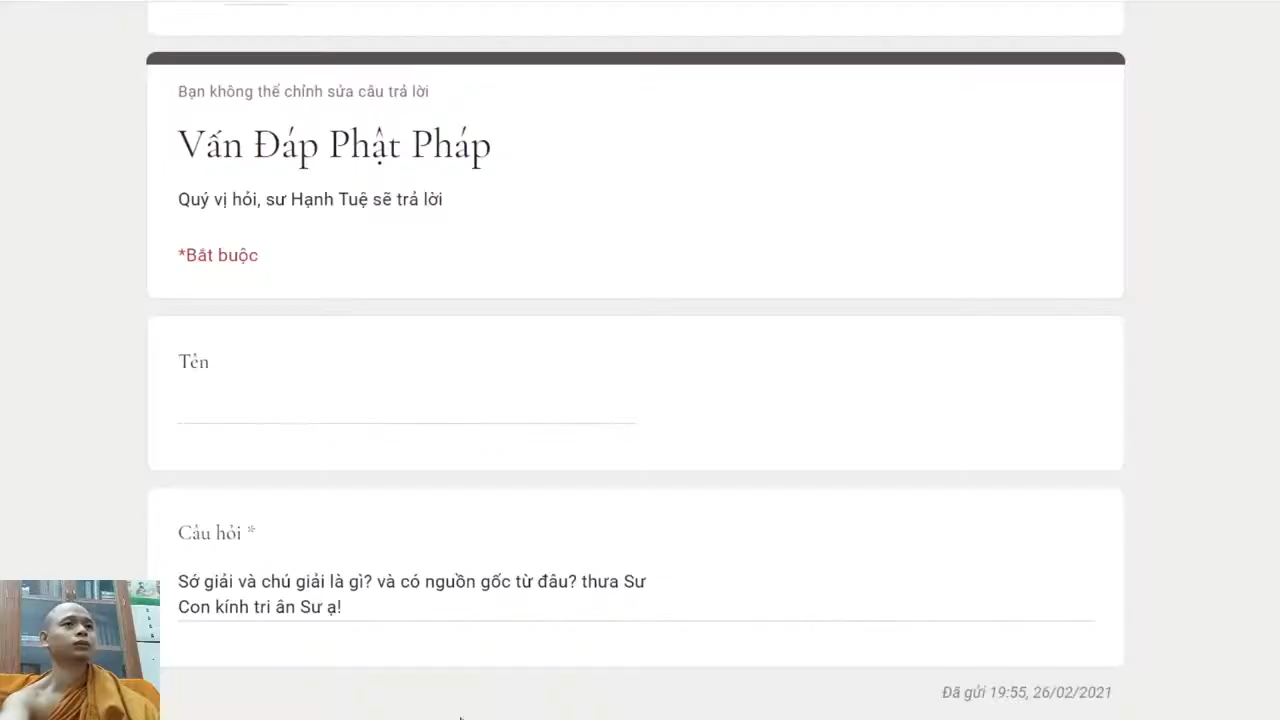 Bạn không thể chỉnh sửa câu trả lời
Vấn Đáp Phật Pháp
Quý vị hỏi, sư Hạnh Tuệ sẽ trả lời
*Bắt buộc
Tên
Câu hỏi *
Sớ giải và chú giải là gì? và có nguồn gốc từ đâu? thưa Sư
Con kính tri ân Sư ạ!
Đã gửi 19:55, 26/02/2021